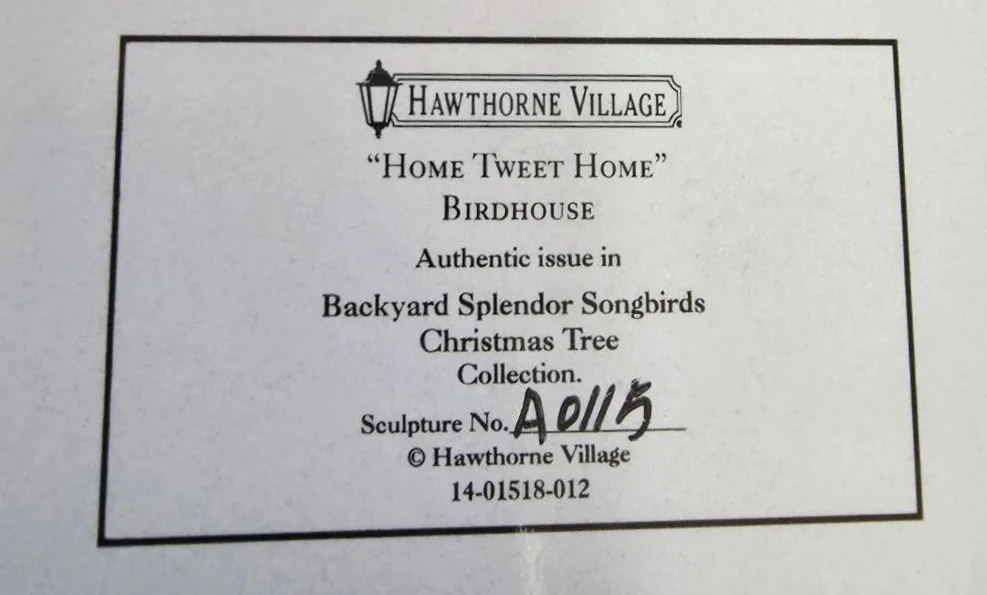 HAWTHORNE VILLAGE
“HOME TWEET HOME”
BIRDHOUSE
Authentic issue in
Backyard Splendor Songbirds
Christmas Tree
Collection.
Sculpture No. A0115
© Hawthorne Village
14-01518-012